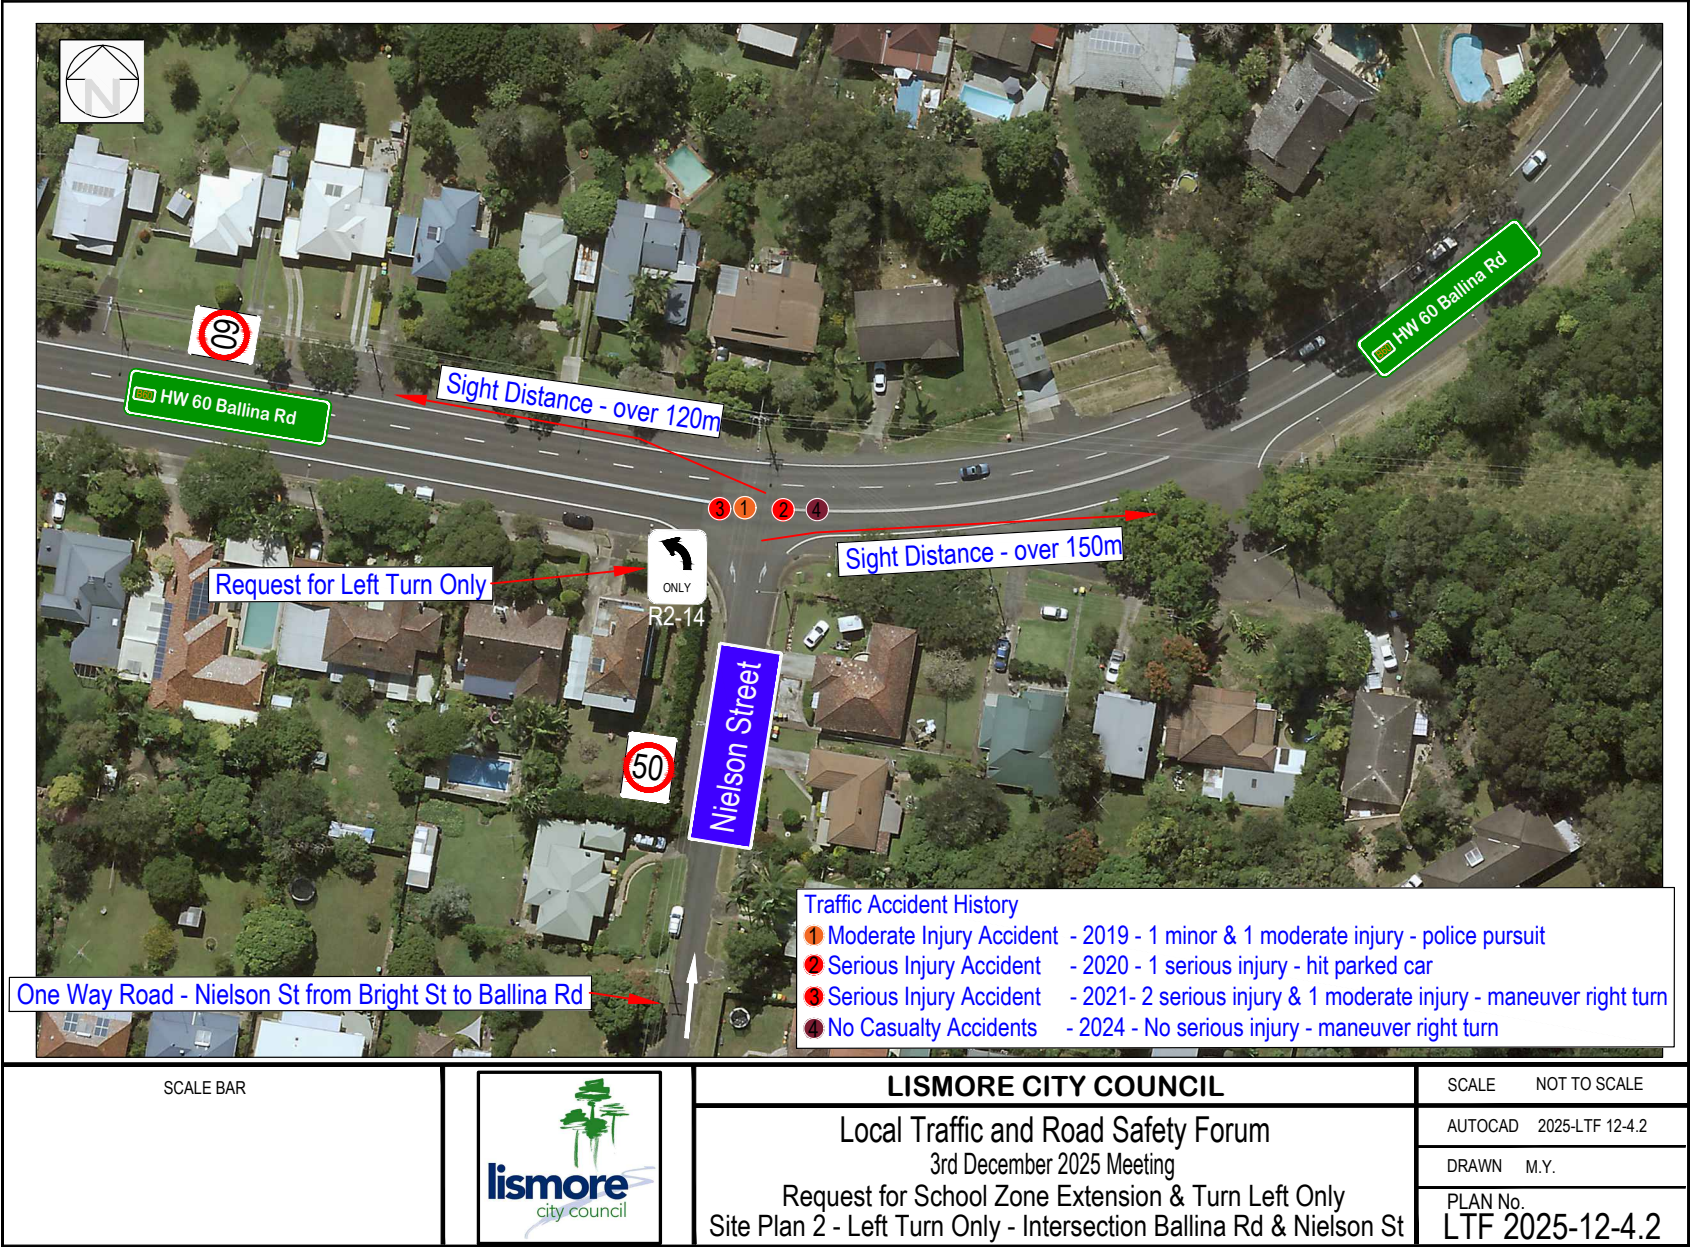 N
60
HW 60 Ballina Rd
B60 HW 60 Ballina Rd
B60 HW 60 Ballina Rd
Sight Distance - over 120m
3 1 2 4
Sight Distance - over 150m
Request for Left Turn Only
ONLY
R2-14
Nielson Street
50
One Way Road - Nielson St from Bright St to Ballina Rd
Traffic Accident History
1 Moderate Injury Accident - 2019 - 1 minor & 1 moderate injury - police pursuit
2 Serious Injury Accident - 2020 - 1 serious injury - hit parked car
3 Serious Injury Accident - 2021- 2 serious injury & 1 moderate injury - maneuver right turn
4 No Casualty Accidents - 2024 - No serious injury - maneuver right turn
SCALE BAR
lismore
city council
LISMORE CITY COUNCIL
Local Traffic and Road Safety Forum
3rd December 2025 Meeting
Request for School Zone Extension & Turn Left Only
Site Plan 2 - Left Turn Only - Intersection Ballina Rd & Nielson St
SCALE NOT TO SCALE
AUTOCAD 2025-LTF 12-4.2
DRAWN M.Y.
PLAN No.
LTF 2025-12-4.2